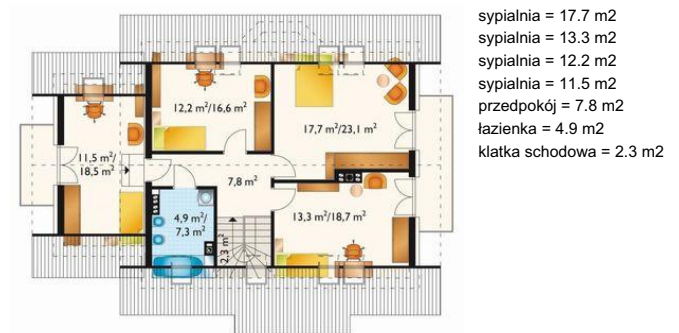 sypialnia = 17.7 m2
sypialnia = 13.3 m2
sypialnia = 12.2 m2
sypialnia = 11.5 m2
przedpokój = 7.8 m2
łazienka = 4.9 m2
klatka schodowa = 2.3 m2
12,2 m²/16,6 m²
17,7 m²/23,1 m²
11,5 m²/
18,5 m²
7,8 m²
4,9 m²/
7,3 m²
2,3 m²
13,3 m²/18,7 m²